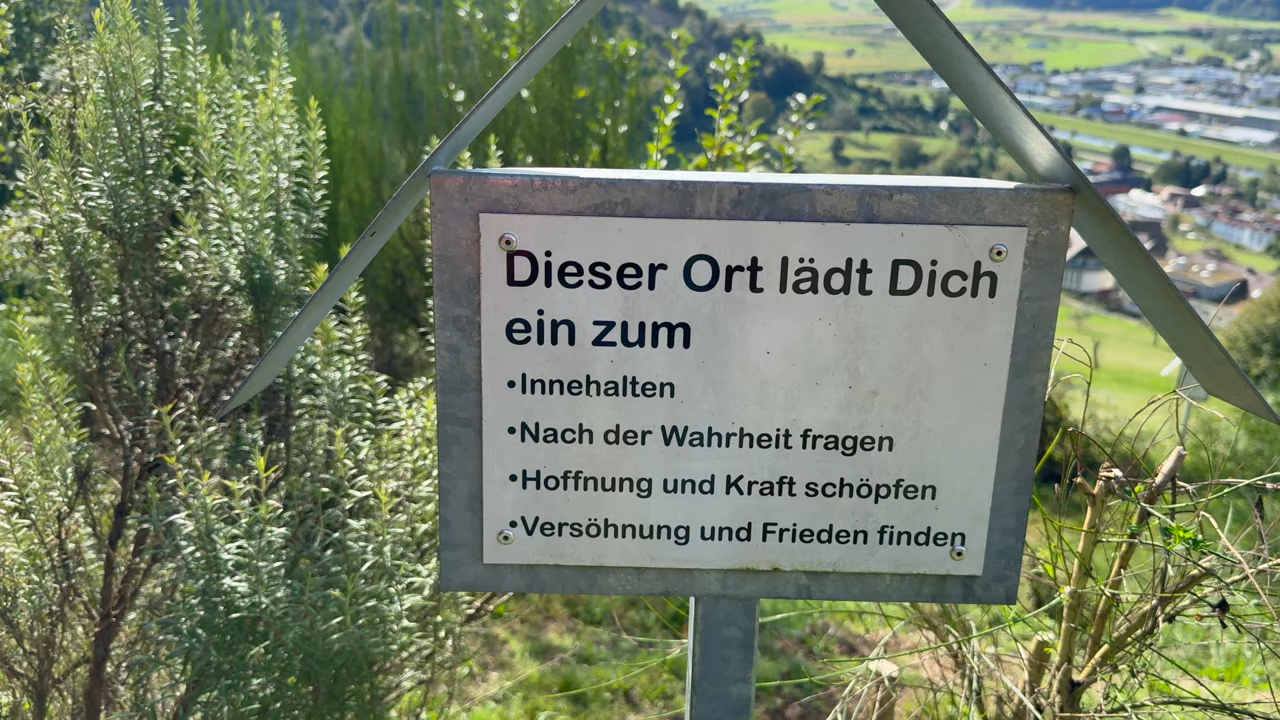 Dieser Ort lädt Dich
ein zum
•Innehalten
•Nach der Wahrheit fragen
•Hoffnung und Kraft schöpfen
•Versöhnung und Frieden finden